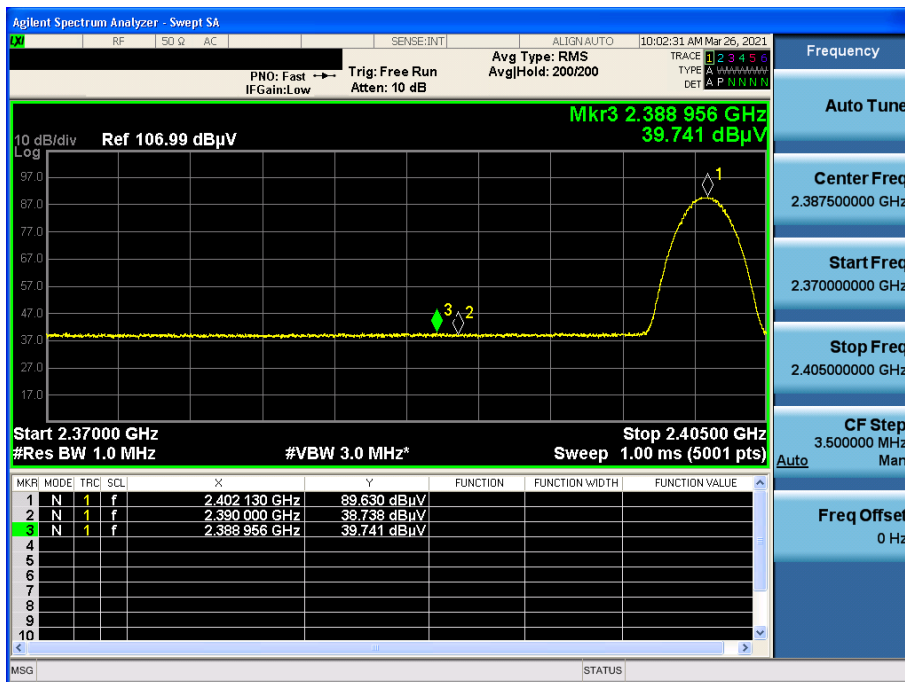 Agilent Spectrum Analyzer - Swept SA
LXI RF 50 Ω AC SENSE:INT ALIGN AUTO 10:02:31 AM Mar 26, 2021
PNO: Fast Trig: Free Run Avg Type: RMS TRACE 1 2 3 4 5 6
IFGain:Low Atten: 10 dB Avg|Hold: 200/200 TYPE A WWWWW
DET A P N N N N
Mkr3 2.388 956 GHz
39.741 dBµV
10 dB/div Ref 106.99 dBµV
Log
97.0
87.0
77.0
67.0
57.0
47.0
37.0
27.0
17.0
1
3 2
Start 2.37000 GHz Stop 2.40500 GHz
#Res BW 1.0 MHz #VBW 3.0 MHz* Sweep 1.00 ms (5001 pts)
MKR MODE TRC SCL X Y FUNCTION FUNCTION WIDTH FUNCTION VALUE
1 N 1 f 2.402 130 GHz 89.630 dBµV
2 N 1 f 2.390 000 GHz 38.738 dBµV
3 N 1 f 2.388 956 GHz 39.741 dBµV
4
5
6
7
8
9
10
MSG STATUS
Frequency
Auto Tune
Center Freq
2.387500000 GHz
Start Freq
2.370000000 GHz
Stop Freq
2.405000000 GHz
CF Step
3.500000 MHz
Auto Man
Freq Offset
0 Hz